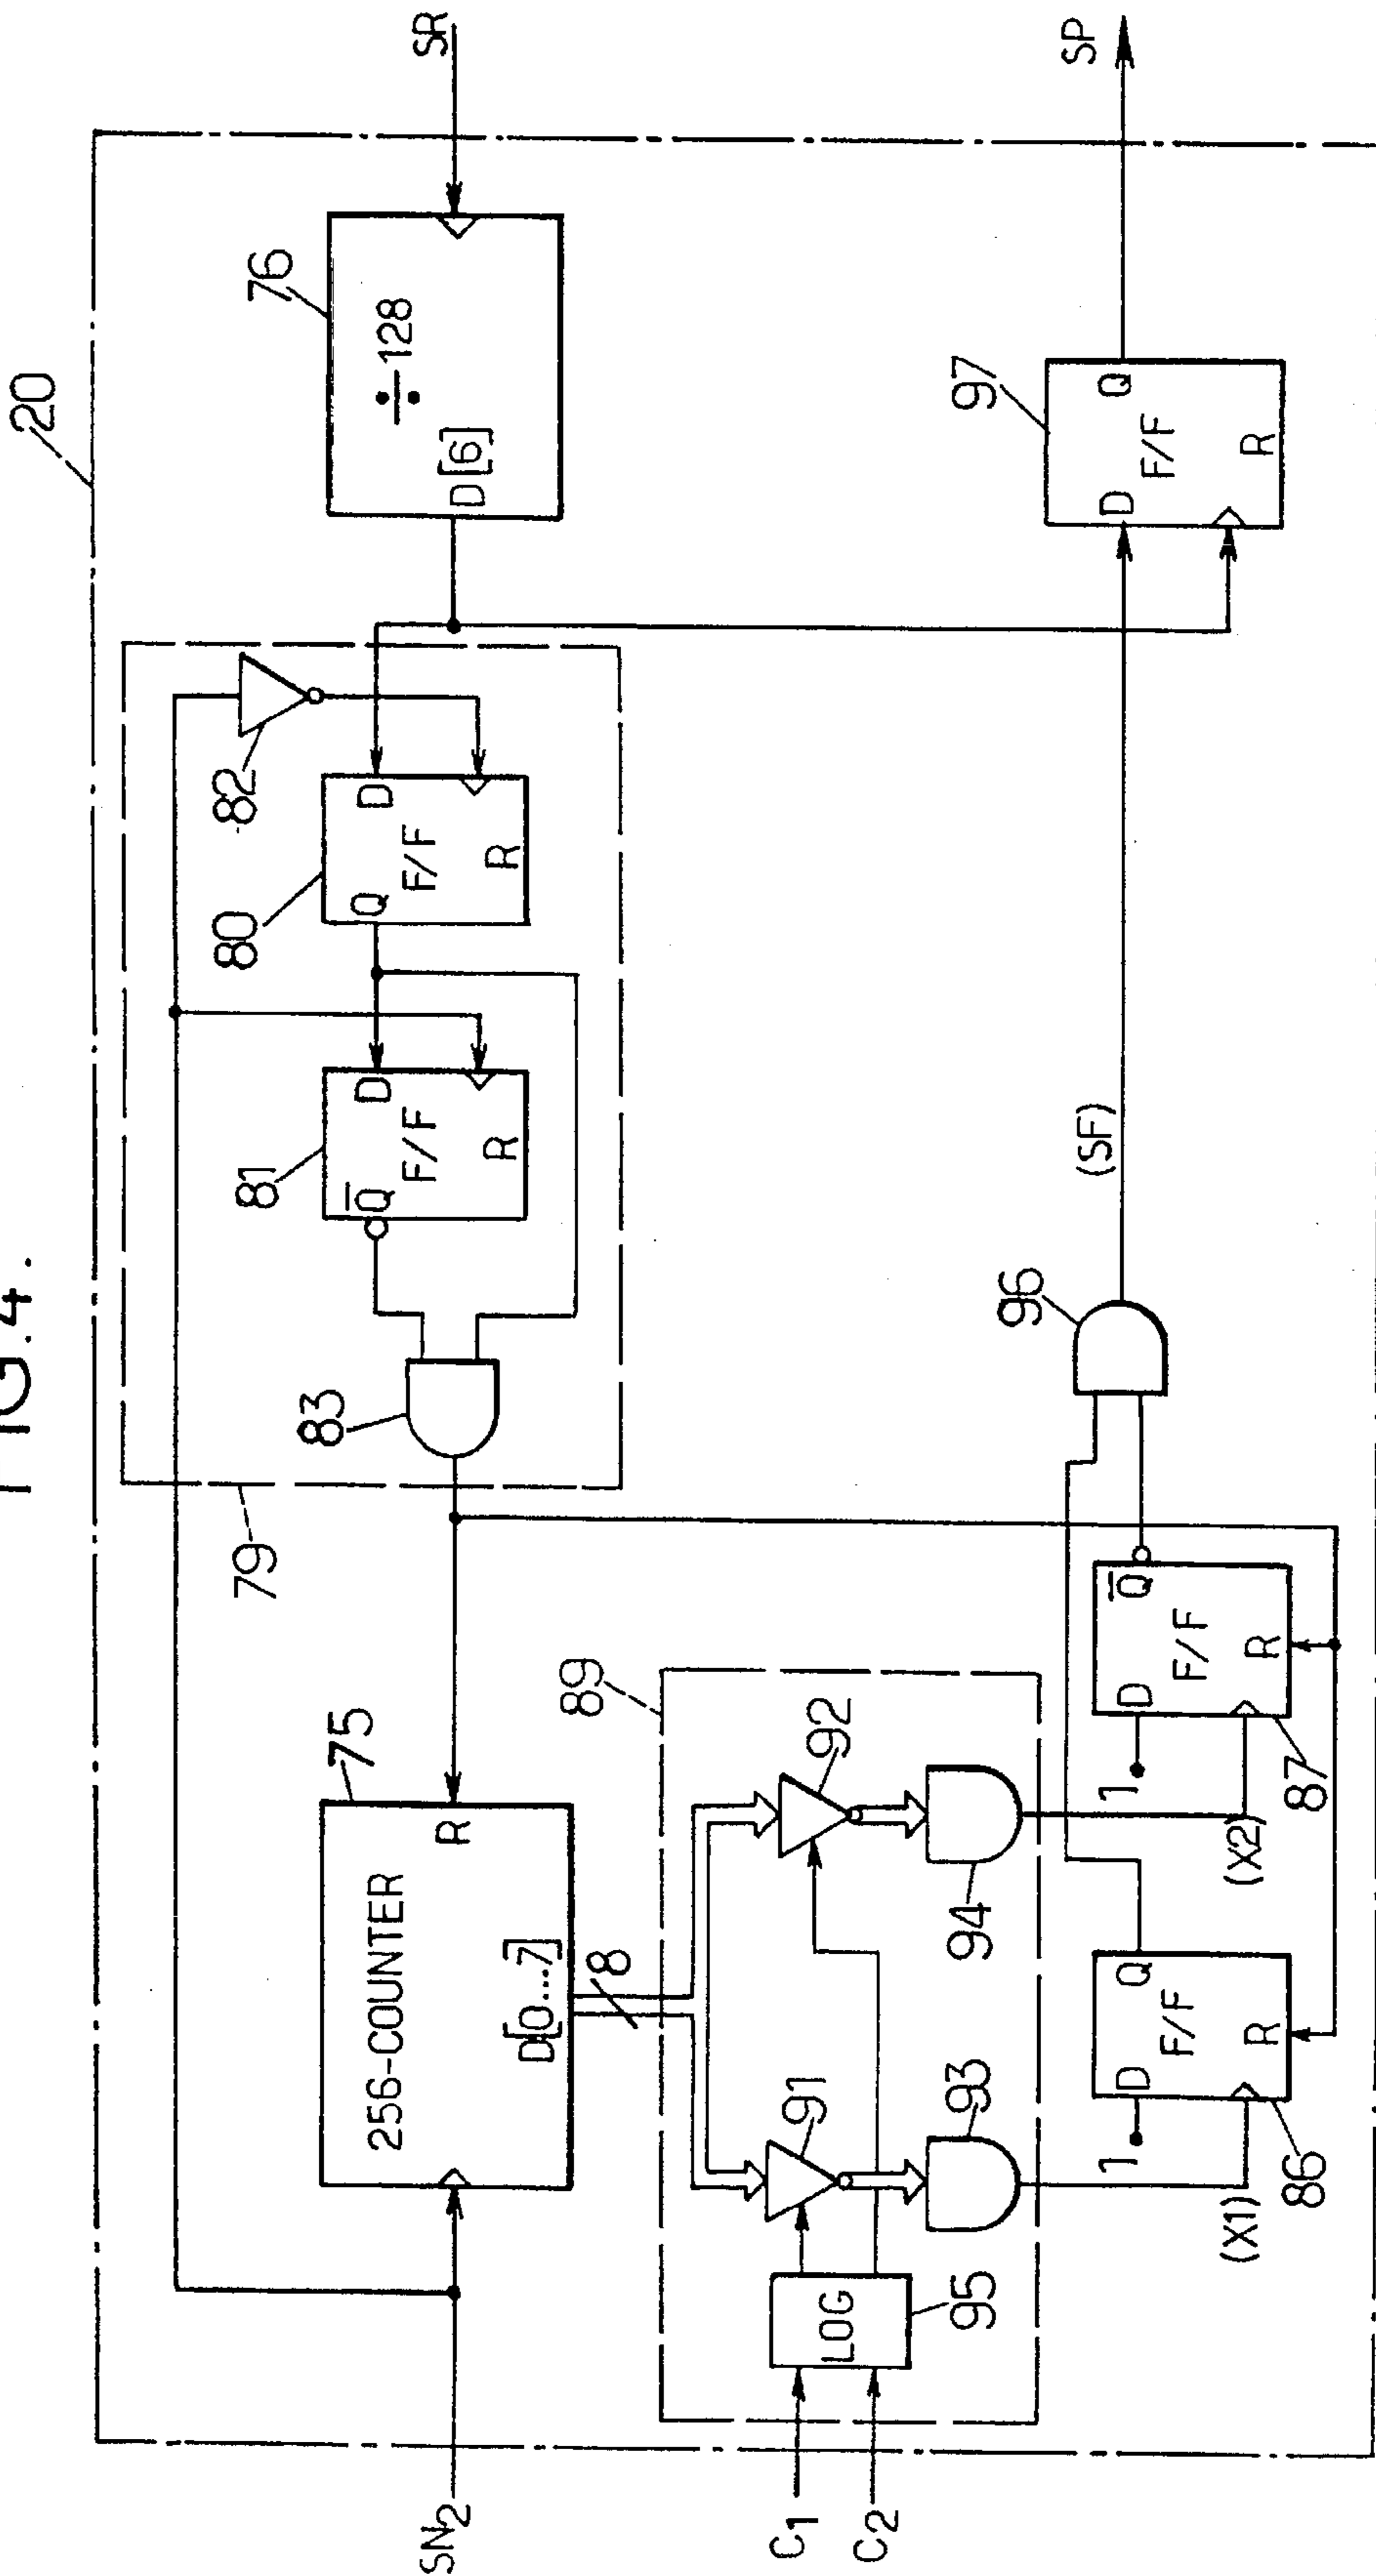 FIG.4.
20
SR
76
÷128
D[6]
82
80
D
Q
F/F
R
81
D
Q̅
F/F
R
83
79
75
256-COUNTER
R
D[0...7]
8
SN2
89
92
91
94
93
LOG
95
C1
C2
(X1)
(X2)
1
D
Q
F/F
R
86
1
D
Q̅
F/F
R
87
96
(SF)
97
D
Q
F/F
R
SP